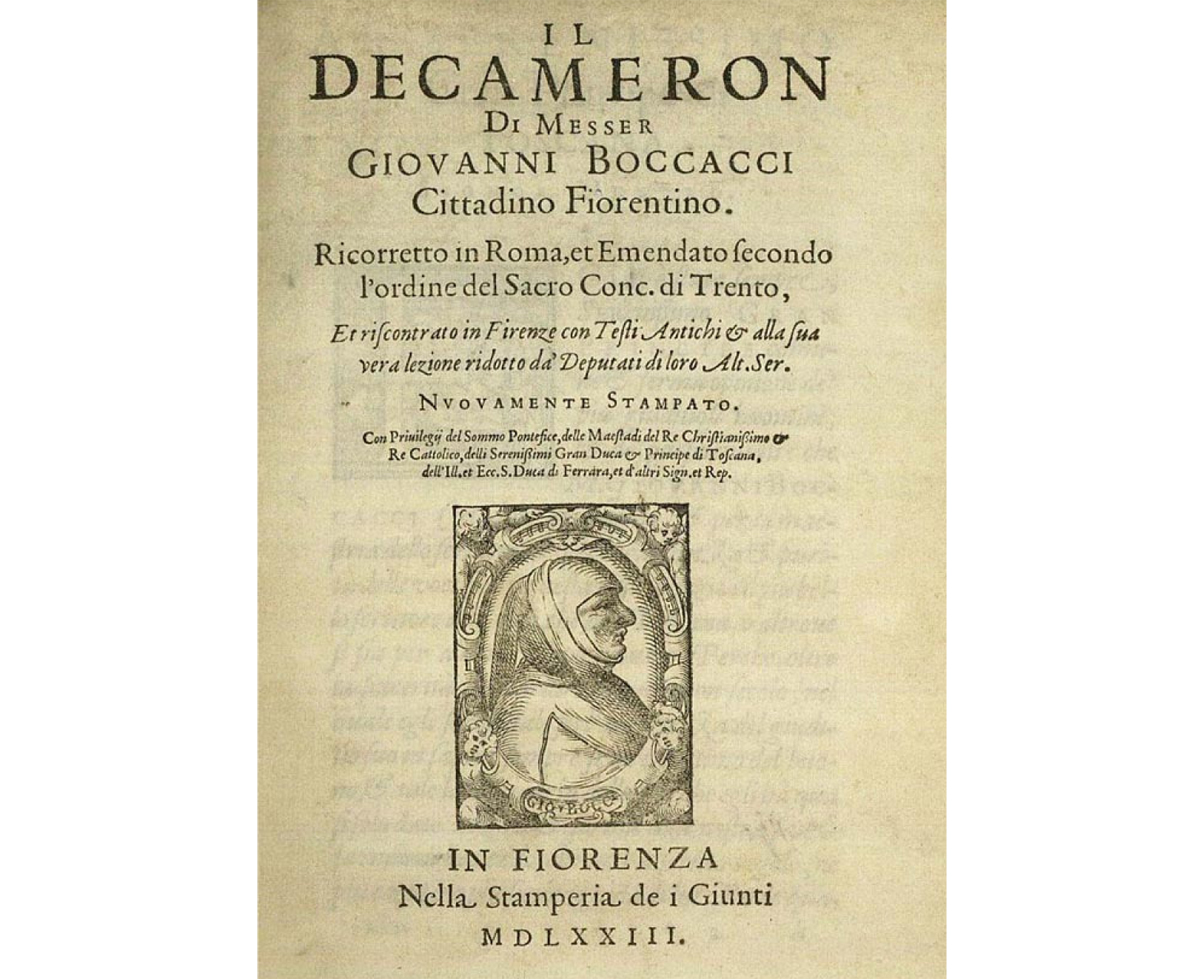 IL
DECAMERON
DI MESSER
GIOVANNI BOCCACCI
Cittadino Fiorentino.
Ricorretto in Roma, et Emendato ſecondo
l'ordine del Sacro Conc. di Trento,
Et riſcontrato in Firenze con Teſti Antichi & alla ſua
vera lezione ridotto da' Deputati di loro Alt. Ser.
NVOVAMENTE STAMPATO.
Con Priuilegij del Sommo Pontefice, delle Maeſtadi del Re Chriſtianißimo &
Re Cattolico, delli Sereniſſimi Gran Duca & Principe di Toſcana,
dell'Ill. et Ecc. S. Duca di Ferrara, et d'altri Sign. et Rep.
GIO. BOCC
IN FIORENZA
Nella Stamperia de i Giunti
MDLXXIII.